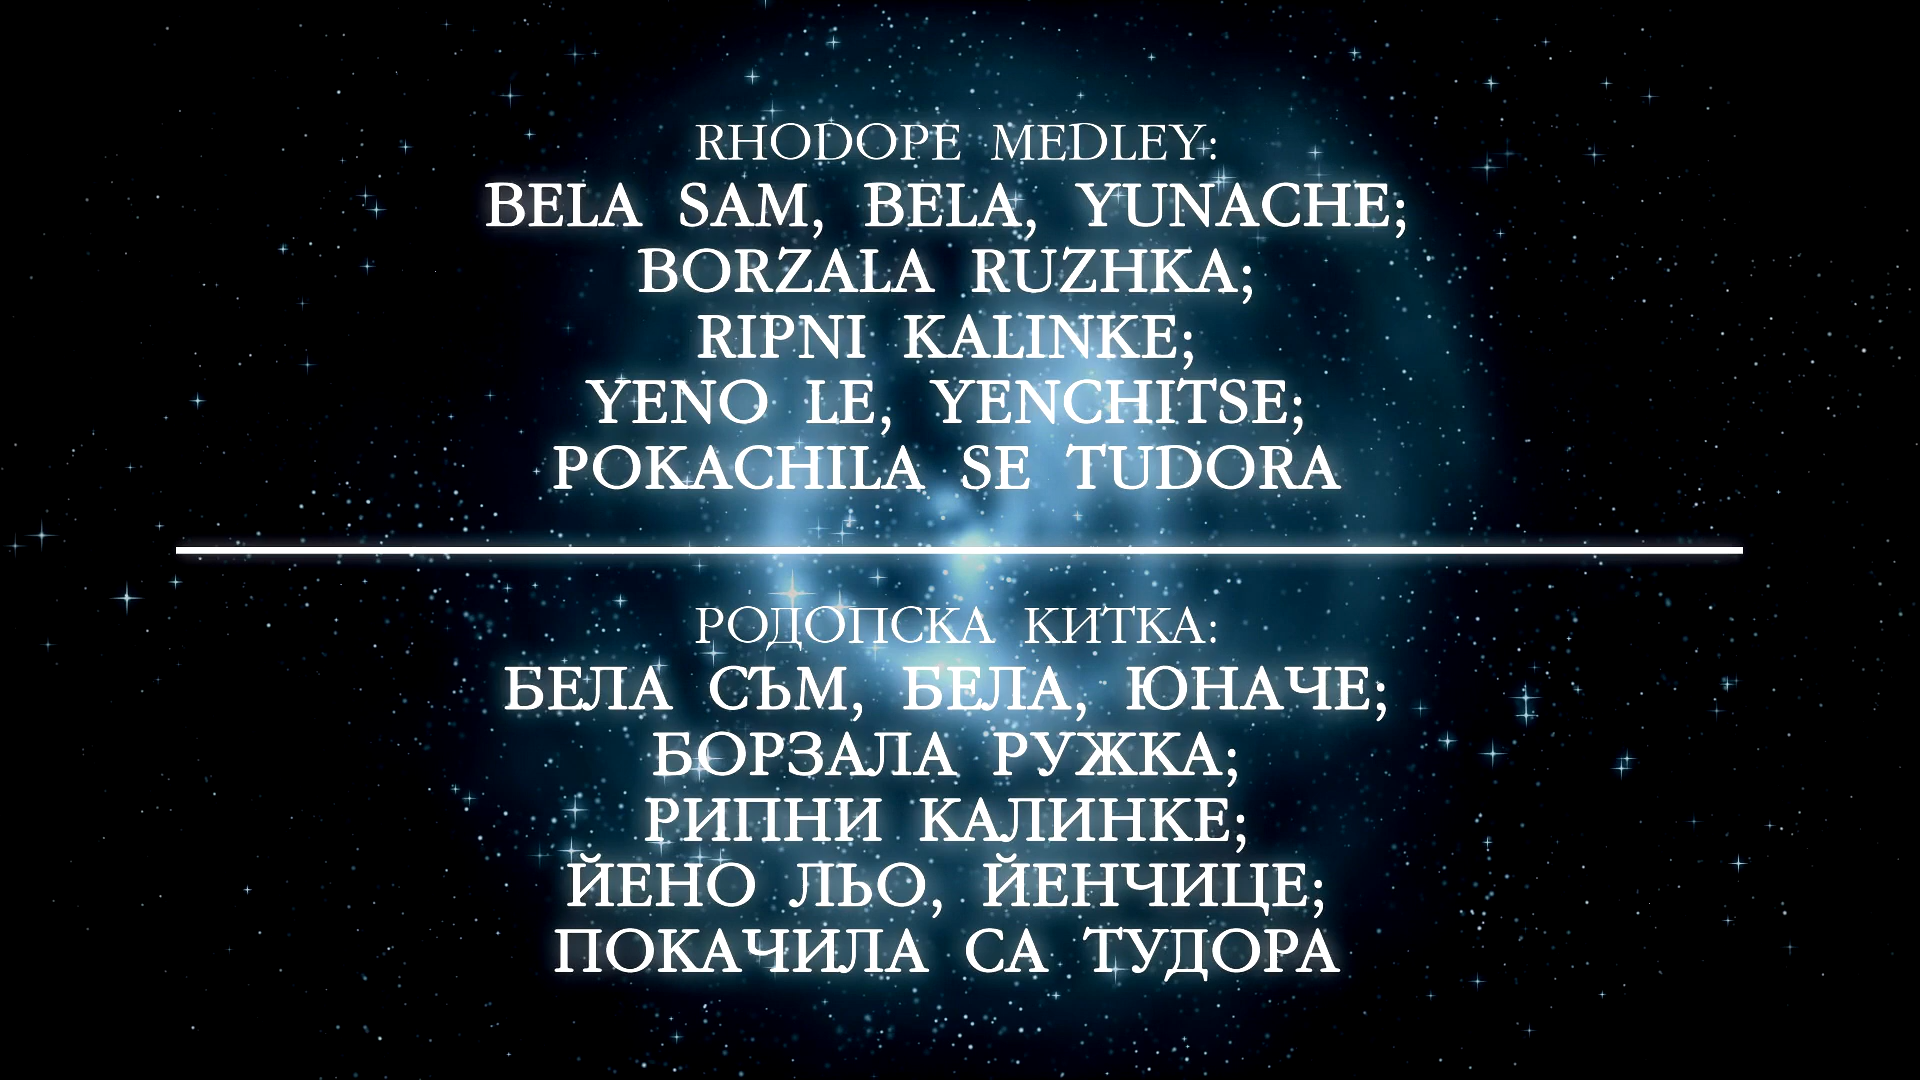 RHODOPE MEDLEY:
BELA SAM, BELA, YUNACHE;
BORZALA RUZHKA;
RIPNI KALINKE;
YENO LE, YENCHITSE;
POKACHILA SE TUDORA
РОДОПСКА КИТКА:
БЕЛА СЪМ, БЕЛА, ЮНАЧЕ;
БОРЗАЛА РУЖКА;
РИПНИ КАЛИНКЕ;
ЙЕНО ЛЬО, ЙЕНЧИЦЕ;
ПОКАЧИЛА СА ТУДОРА